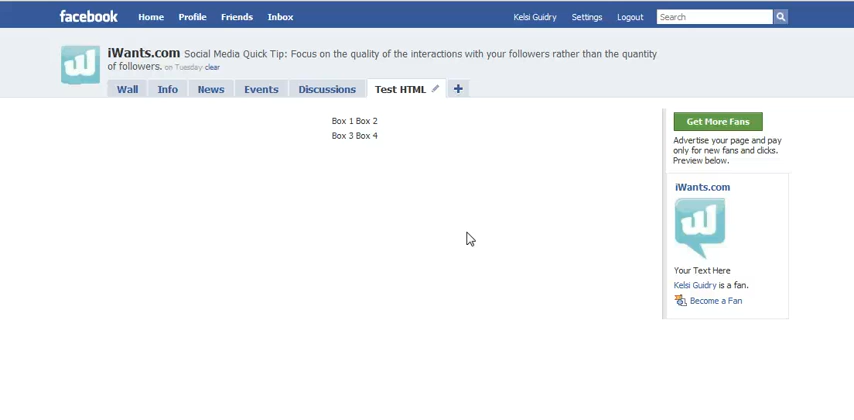 facebook Home Profile Friends Inbox Kelsi Guidry Settings Logout Search
iWants.com Social Media Quick Tip: Focus on the quality of the interactions with your followers rather than the quantity
of followers. on Tuesday clear
Wall Info News Events Discussions Test HTML +
Box 1 Box 2
Box 3 Box 4
Get More Fans
Advertise your page and pay
only for new fans and clicks.
Preview below.
iWants.com
w
Your Text Here
Kelsi Guidry is a fan.
Become a Fan